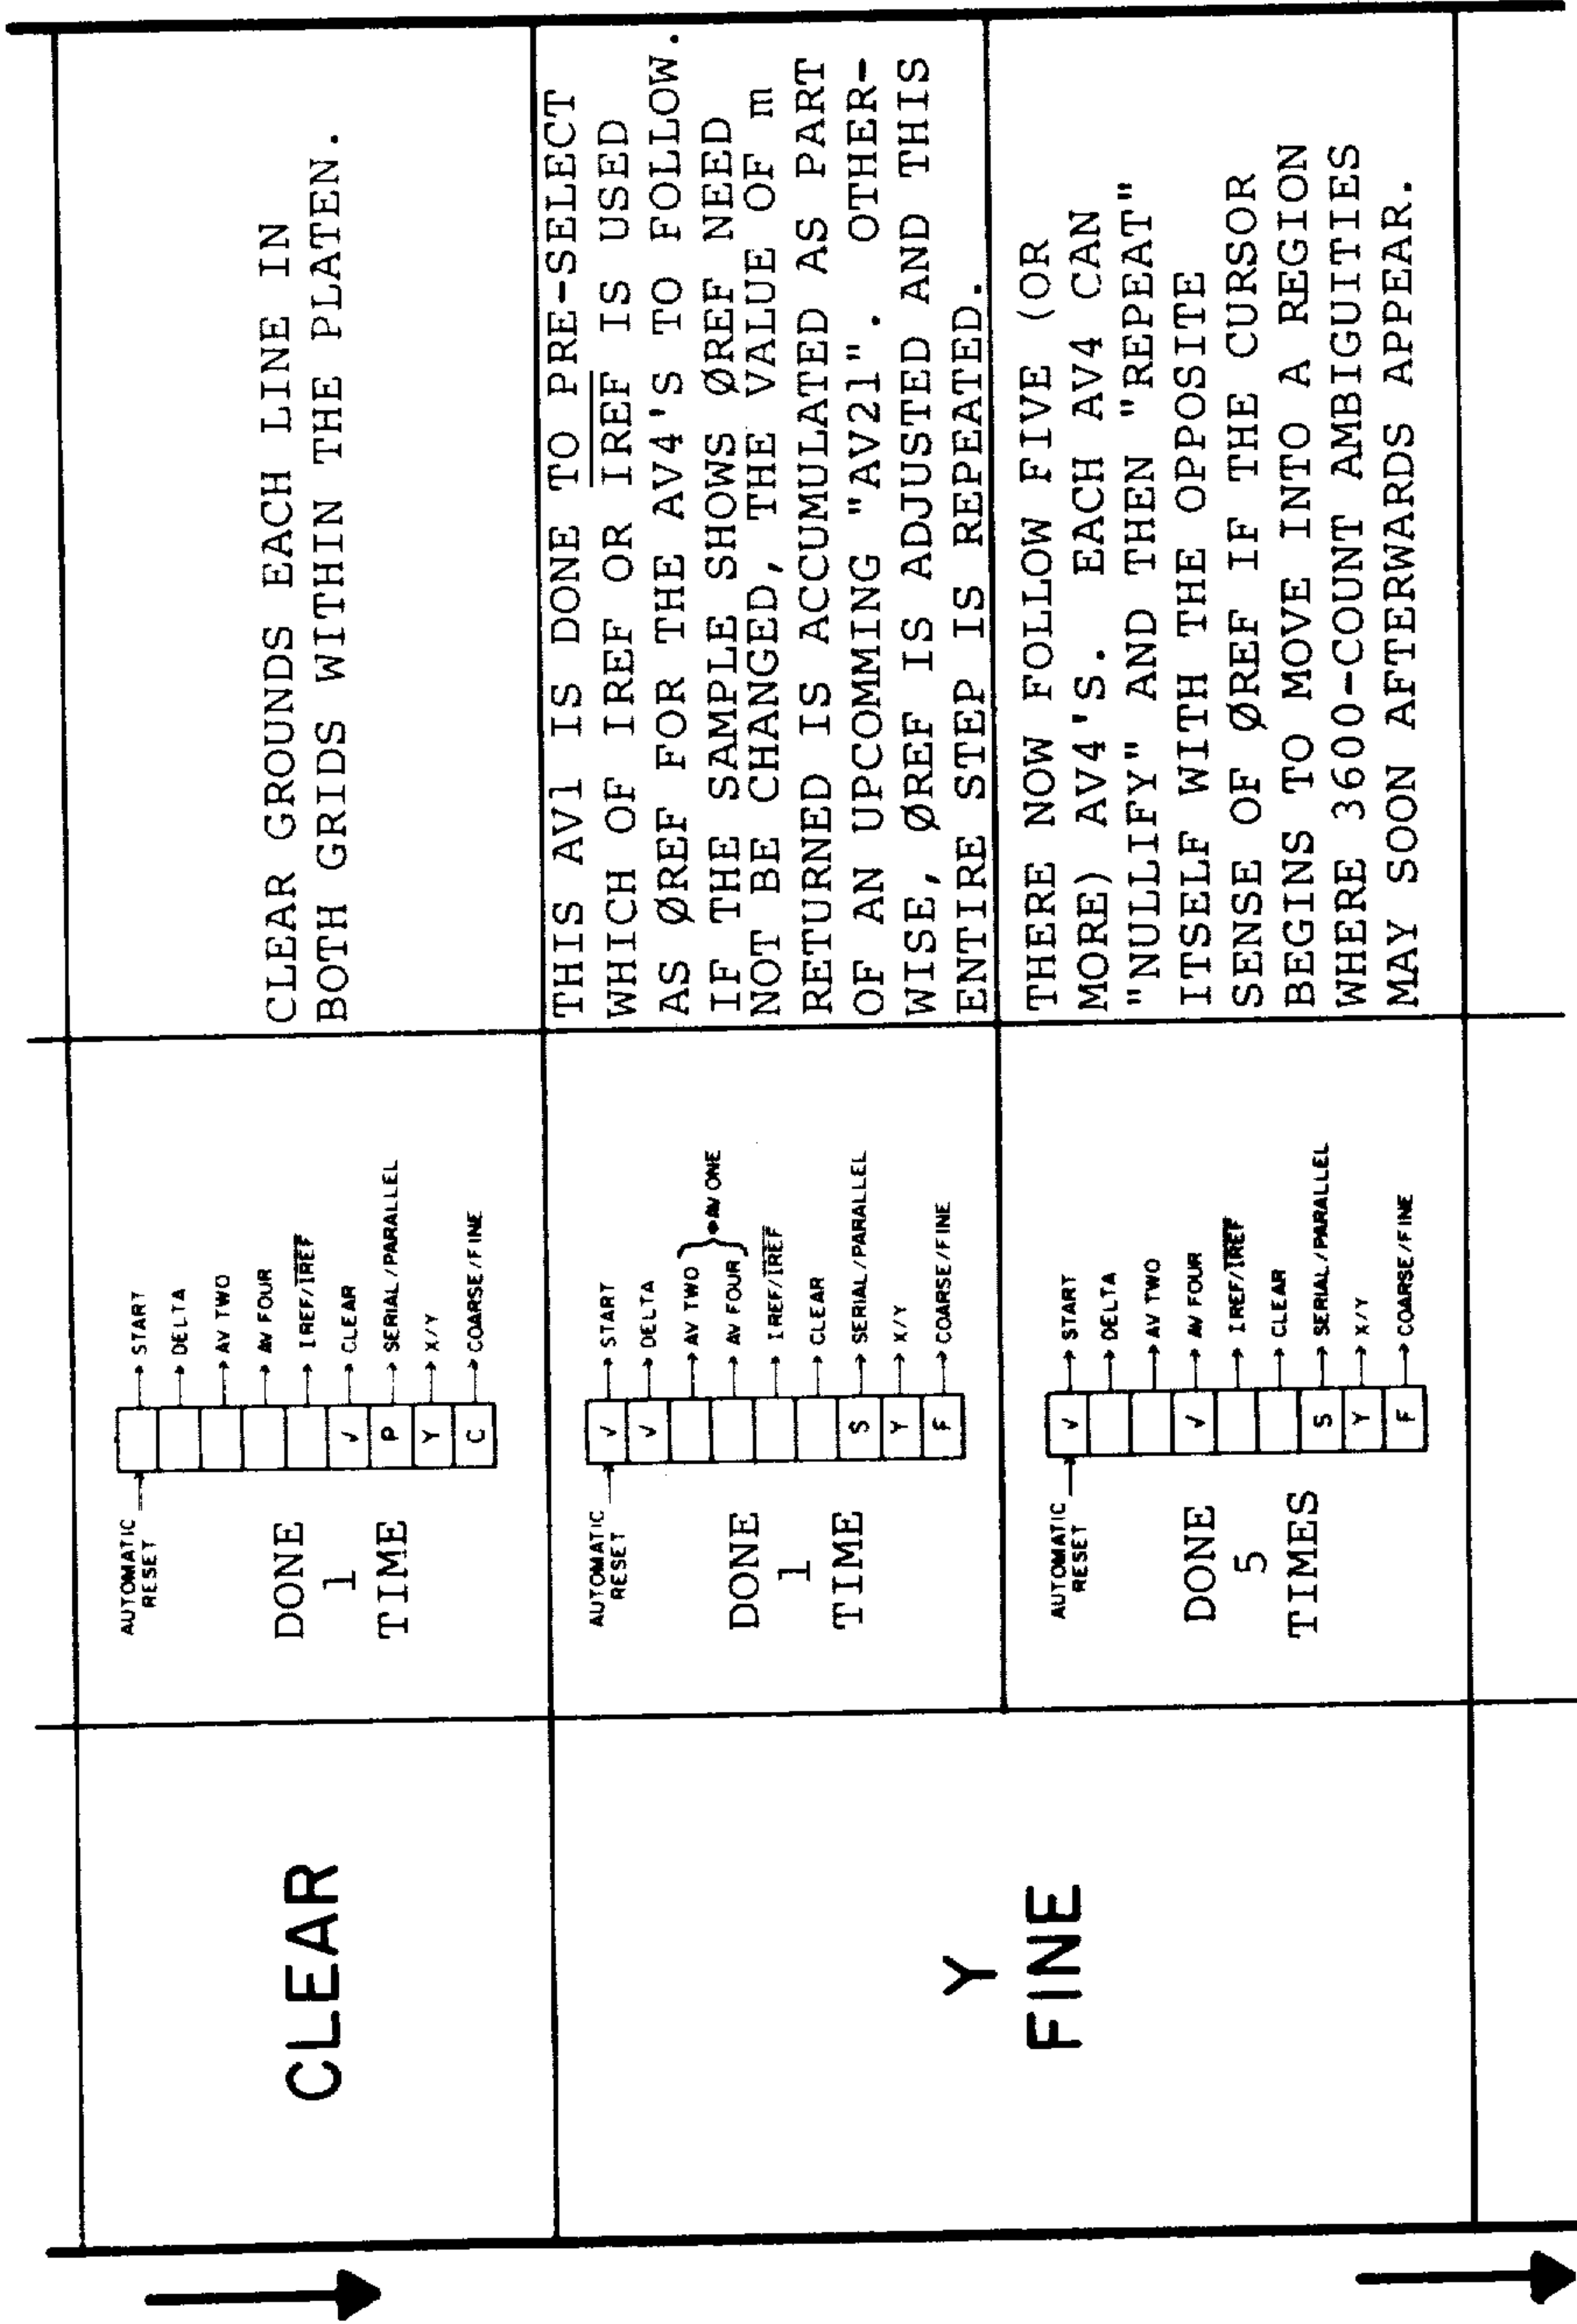 CLEAR
AUTOMATIC
RESET
DONE
1
TIME
START
DELTA
AV TWO
AV FOUR
IREF/I̅R̅E̅F̅
√ CLEAR
P SERIAL/PARALLEL
Y X/Y
C COARSE/FINE
CLEAR GROUNDS EACH LINE IN
BOTH GRIDS WITHIN THE PLATEN.
Y
FINE
AUTOMATIC
RESET
DONE
1
TIME
√ START
√ DELTA
AV TWO
AV FOUR
AV ONE
IREF/I̅R̅E̅F̅
CLEAR
S SERIAL/PARALLEL
Y X/Y
F COARSE/FINE
THIS AV1 IS DONE TO PRE-SELECT
WHICH OF IREF OR I̅R̅E̅F̅ IS USED
AS ØREF FOR THE AV4'S TO FOLLOW.
IF THE SAMPLE SHOWS ØREF NEED
NOT BE CHANGED, THE VALUE OF m
RETURNED IS ACCUMULATED AS PART
OF AN UPCOMMING "AV21". OTHER-
WISE, ØREF IS ADJUSTED AND THIS
ENTIRE STEP IS REPEATED.
AUTOMATIC
RESET
DONE
5
TIMES
√ START
DELTA
AV TWO
√ AV FOUR
IREF/I̅R̅E̅F̅
CLEAR
S SERIAL/PARALLEL
Y X/Y
F COARSE/FINE
THERE NOW FOLLOW FIVE (OR
MORE) AV4'S. EACH AV4 CAN
"NULLIFY" AND THEN "REPEAT"
ITSELF WITH THE OPPOSITE
SENSE OF ØREF IF THE CURSOR
BEGINS TO MOVE INTO A REGION
WHERE 3600-COUNT AMBIGUITIES
MAY SOON AFTERWARDS APPEAR.